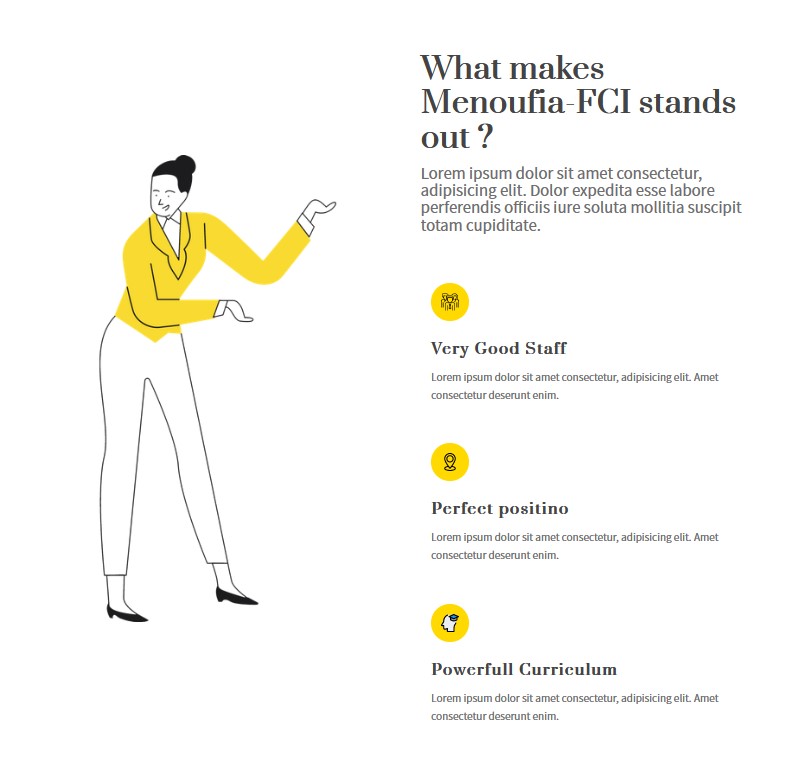 What makes
Menoufia-FCI stands
out ?
Lorem ipsum dolor sit amet consectetur,
adipisicing elit. Dolor expedita esse labore
perferendis officiis iure soluta mollitia suscipit
totam cupiditate.
Very Good Staff
Lorem ipsum dolor sit amet consectetur, adipisicing elit. Amet
consectetur deserunt enim.
Perfect positino
Lorem ipsum dolor sit amet consectetur, adipisicing elit. Amet
consectetur deserunt enim.
Powerfull Curriculum
Lorem ipsum dolor sit amet consectetur, adipisicing elit. Amet
consectetur deserunt enim.